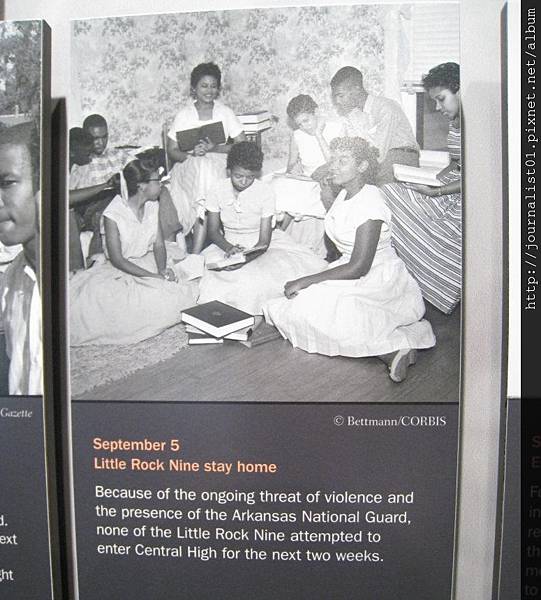 Gazette
d.
ext
ght
© Bettmann/CORBIS
September 5
Little Rock Nine stay home
Because of the ongoing threat of violence and
the presence of the Arkansas National Guard,
none of the Little Rock Nine attempted to
enter Central High for the next two weeks.
http://journalist01.pixnet.net/album